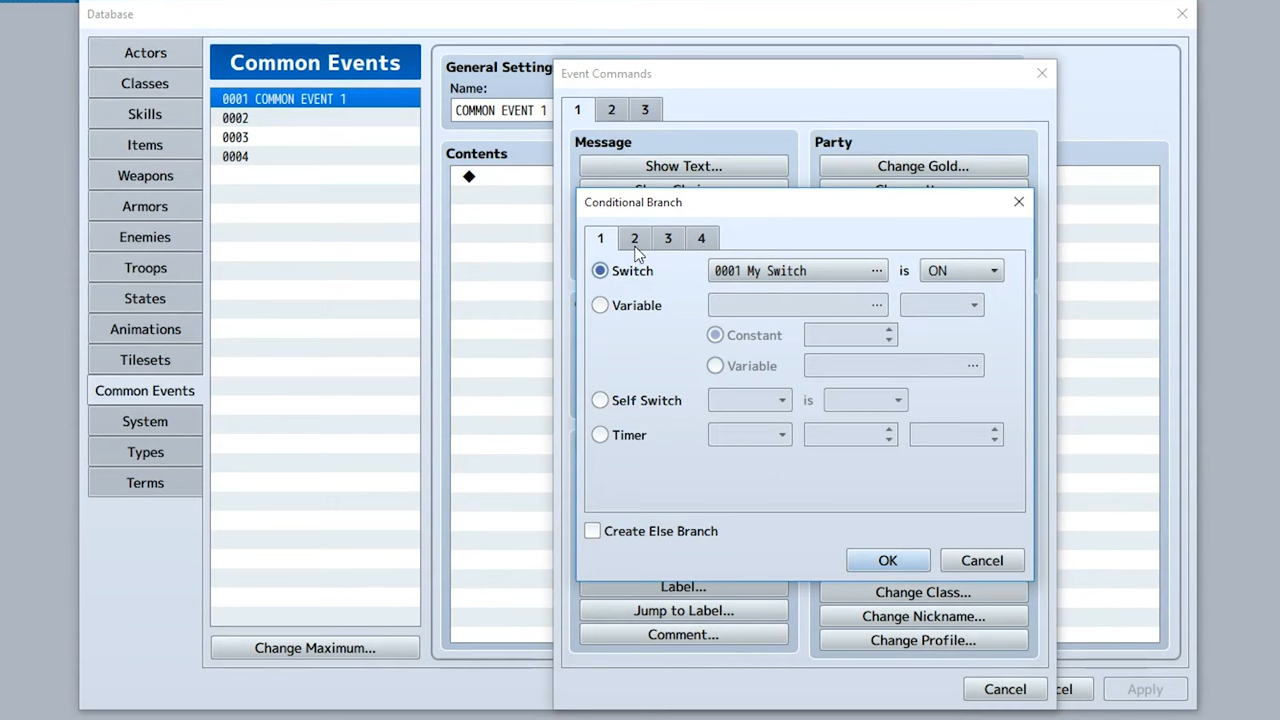 Database
Actors
Classes
Skills
Items
Weapons
Armors
Enemies
Troops
States
Animations
Tilesets
Common Events
System
Types
Terms
Common Events
0001 COMMON EVENT 1
0002
0003
0004
Change Maximum...
General Setting
Name:
COMMON EVENT 1
Contents
◆
Event Commands
1 2 3
Message
Show Text...
Party
Change Gold...
Conditional Branch
1 2 3 4
Switch 0001 My Switch ... is ON
Variable ...
Constant
Variable ...
Self Switch is
Timer
Create Else Branch
OK Cancel
Label...
Jump to Label...
Comment...
Change Class...
Change Nickname...
Change Profile...
Cancel
cel
Apply